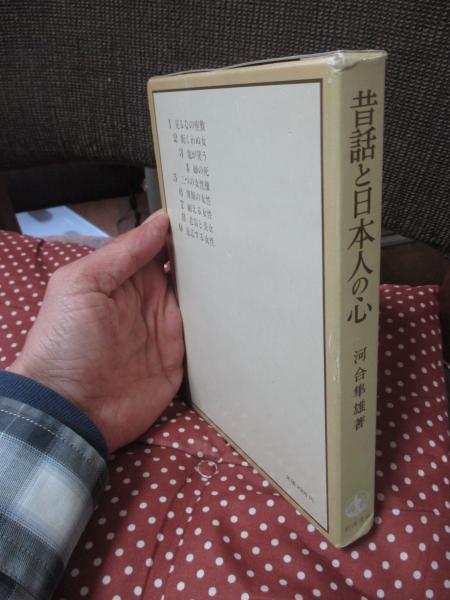 昔話と日本人の心
河合隼雄著
1 見るなの座敷
2 飯くわぬ女
3 鬼が笑う
4 姉の死
5 二つの女性像
6 異類の女性
7 耐える女性
8 老翁と美女
9 意志する女性